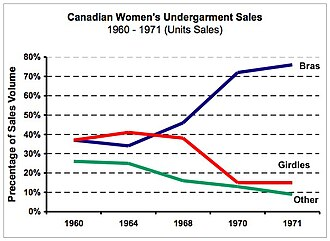 Canadian Women's Undergarment Sales
1960 - 1971 (Units Sales)
Precentage of Sales Volume
80%
70%
60%
50%
40%
30%
20%
10%
0%
Bras
Girdles
Other
1960 1964 1968 1970 1971